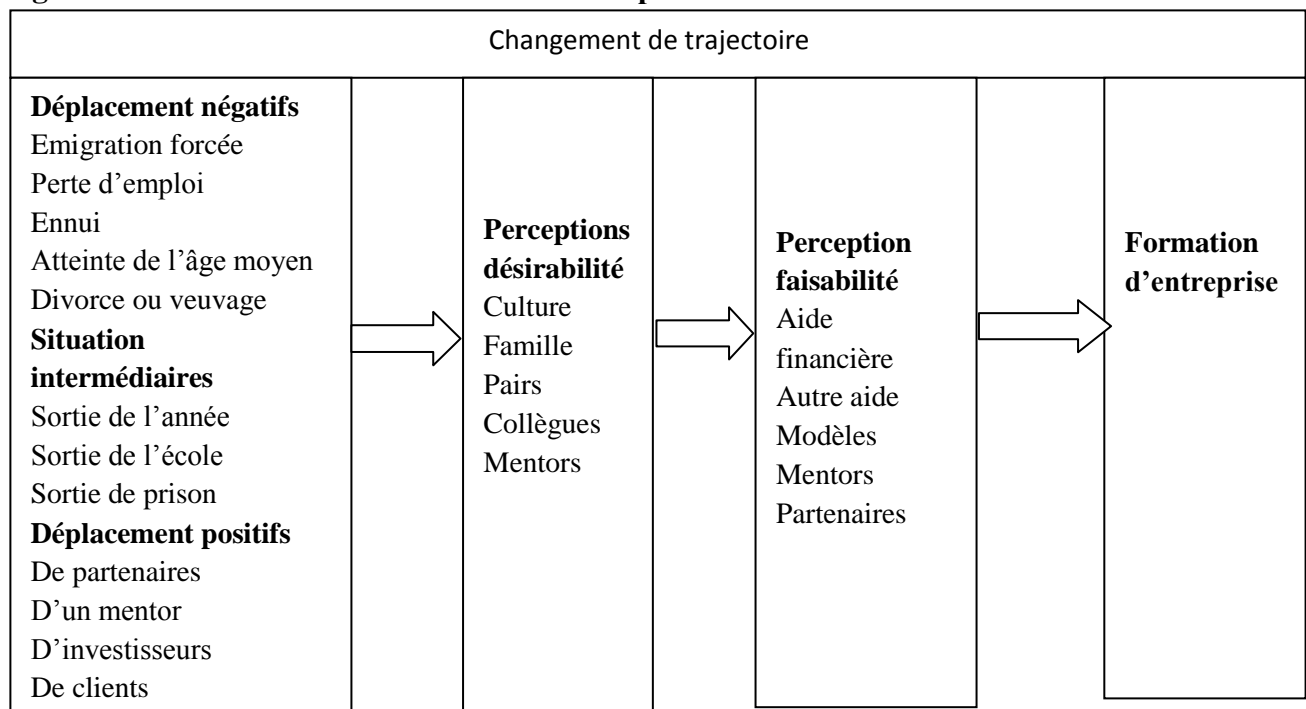 Changement de trajectoire
Déplacement négatifs
Emigration forcée
Perte d’emploi
Ennui
Atteinte de l’âge moyen
Divorce ou veuvage
Situation
intermédiaires
Sortie de l’année
Sortie de l’école
Sortie de prison
Déplacement positifs
De partenaires
D’un mentor
D’investisseurs
De clients
Perceptions
désirabilité
Culture
Famille
Pairs
Collègues
Mentors
Perception
faisabilité
Aide
financière
Autre aide
Modèles
Mentors
Partenaires
Formation
d’entreprise